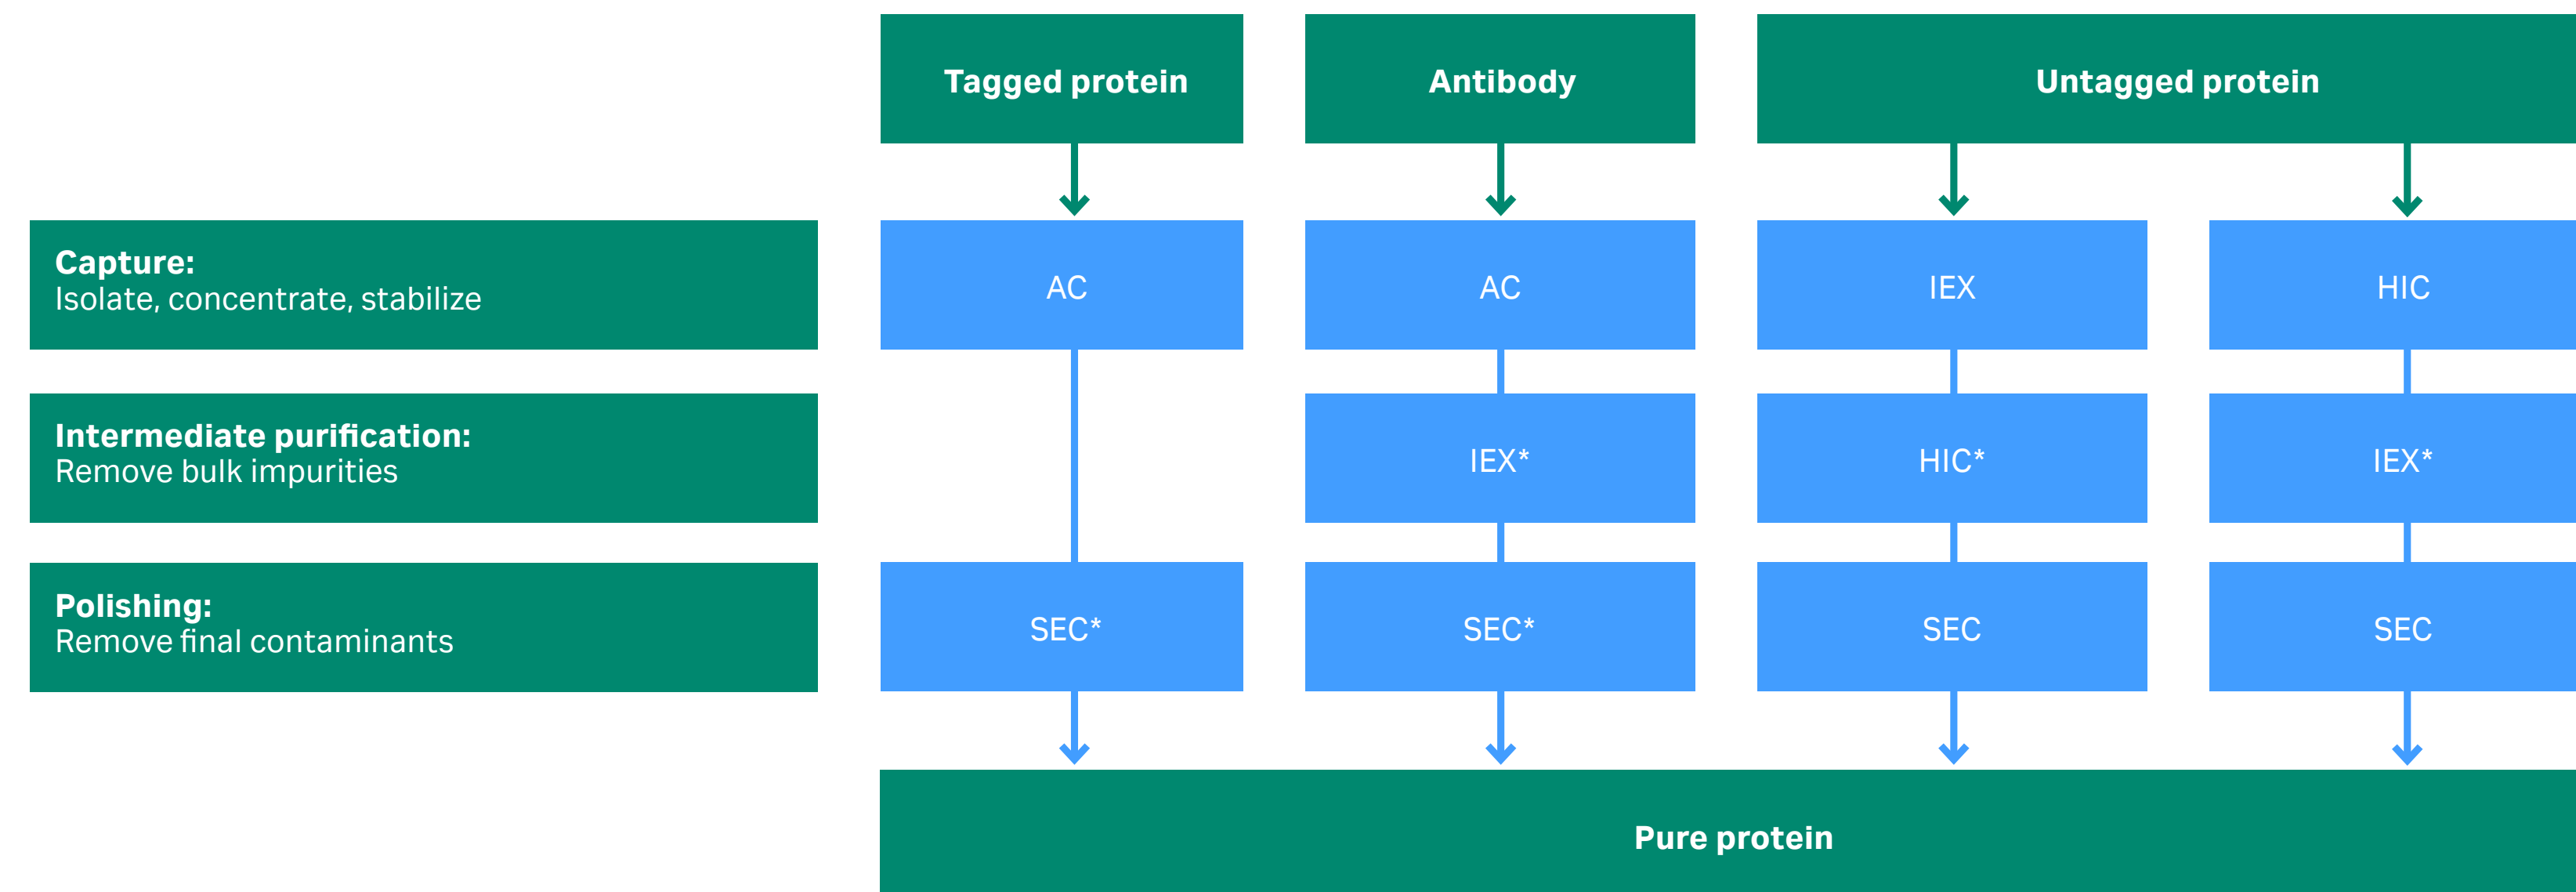 Tagged protein
Antibody
Untagged protein
Capture:
Isolate, concentrate, stabilize
AC
AC
IEX
HIC
Intermediate purification:
Remove bulk impurities
IEX*
HIC*
IEX*
Polishing:
Remove final contaminants
SEC*
SEC*
SEC
SEC
Pure protein